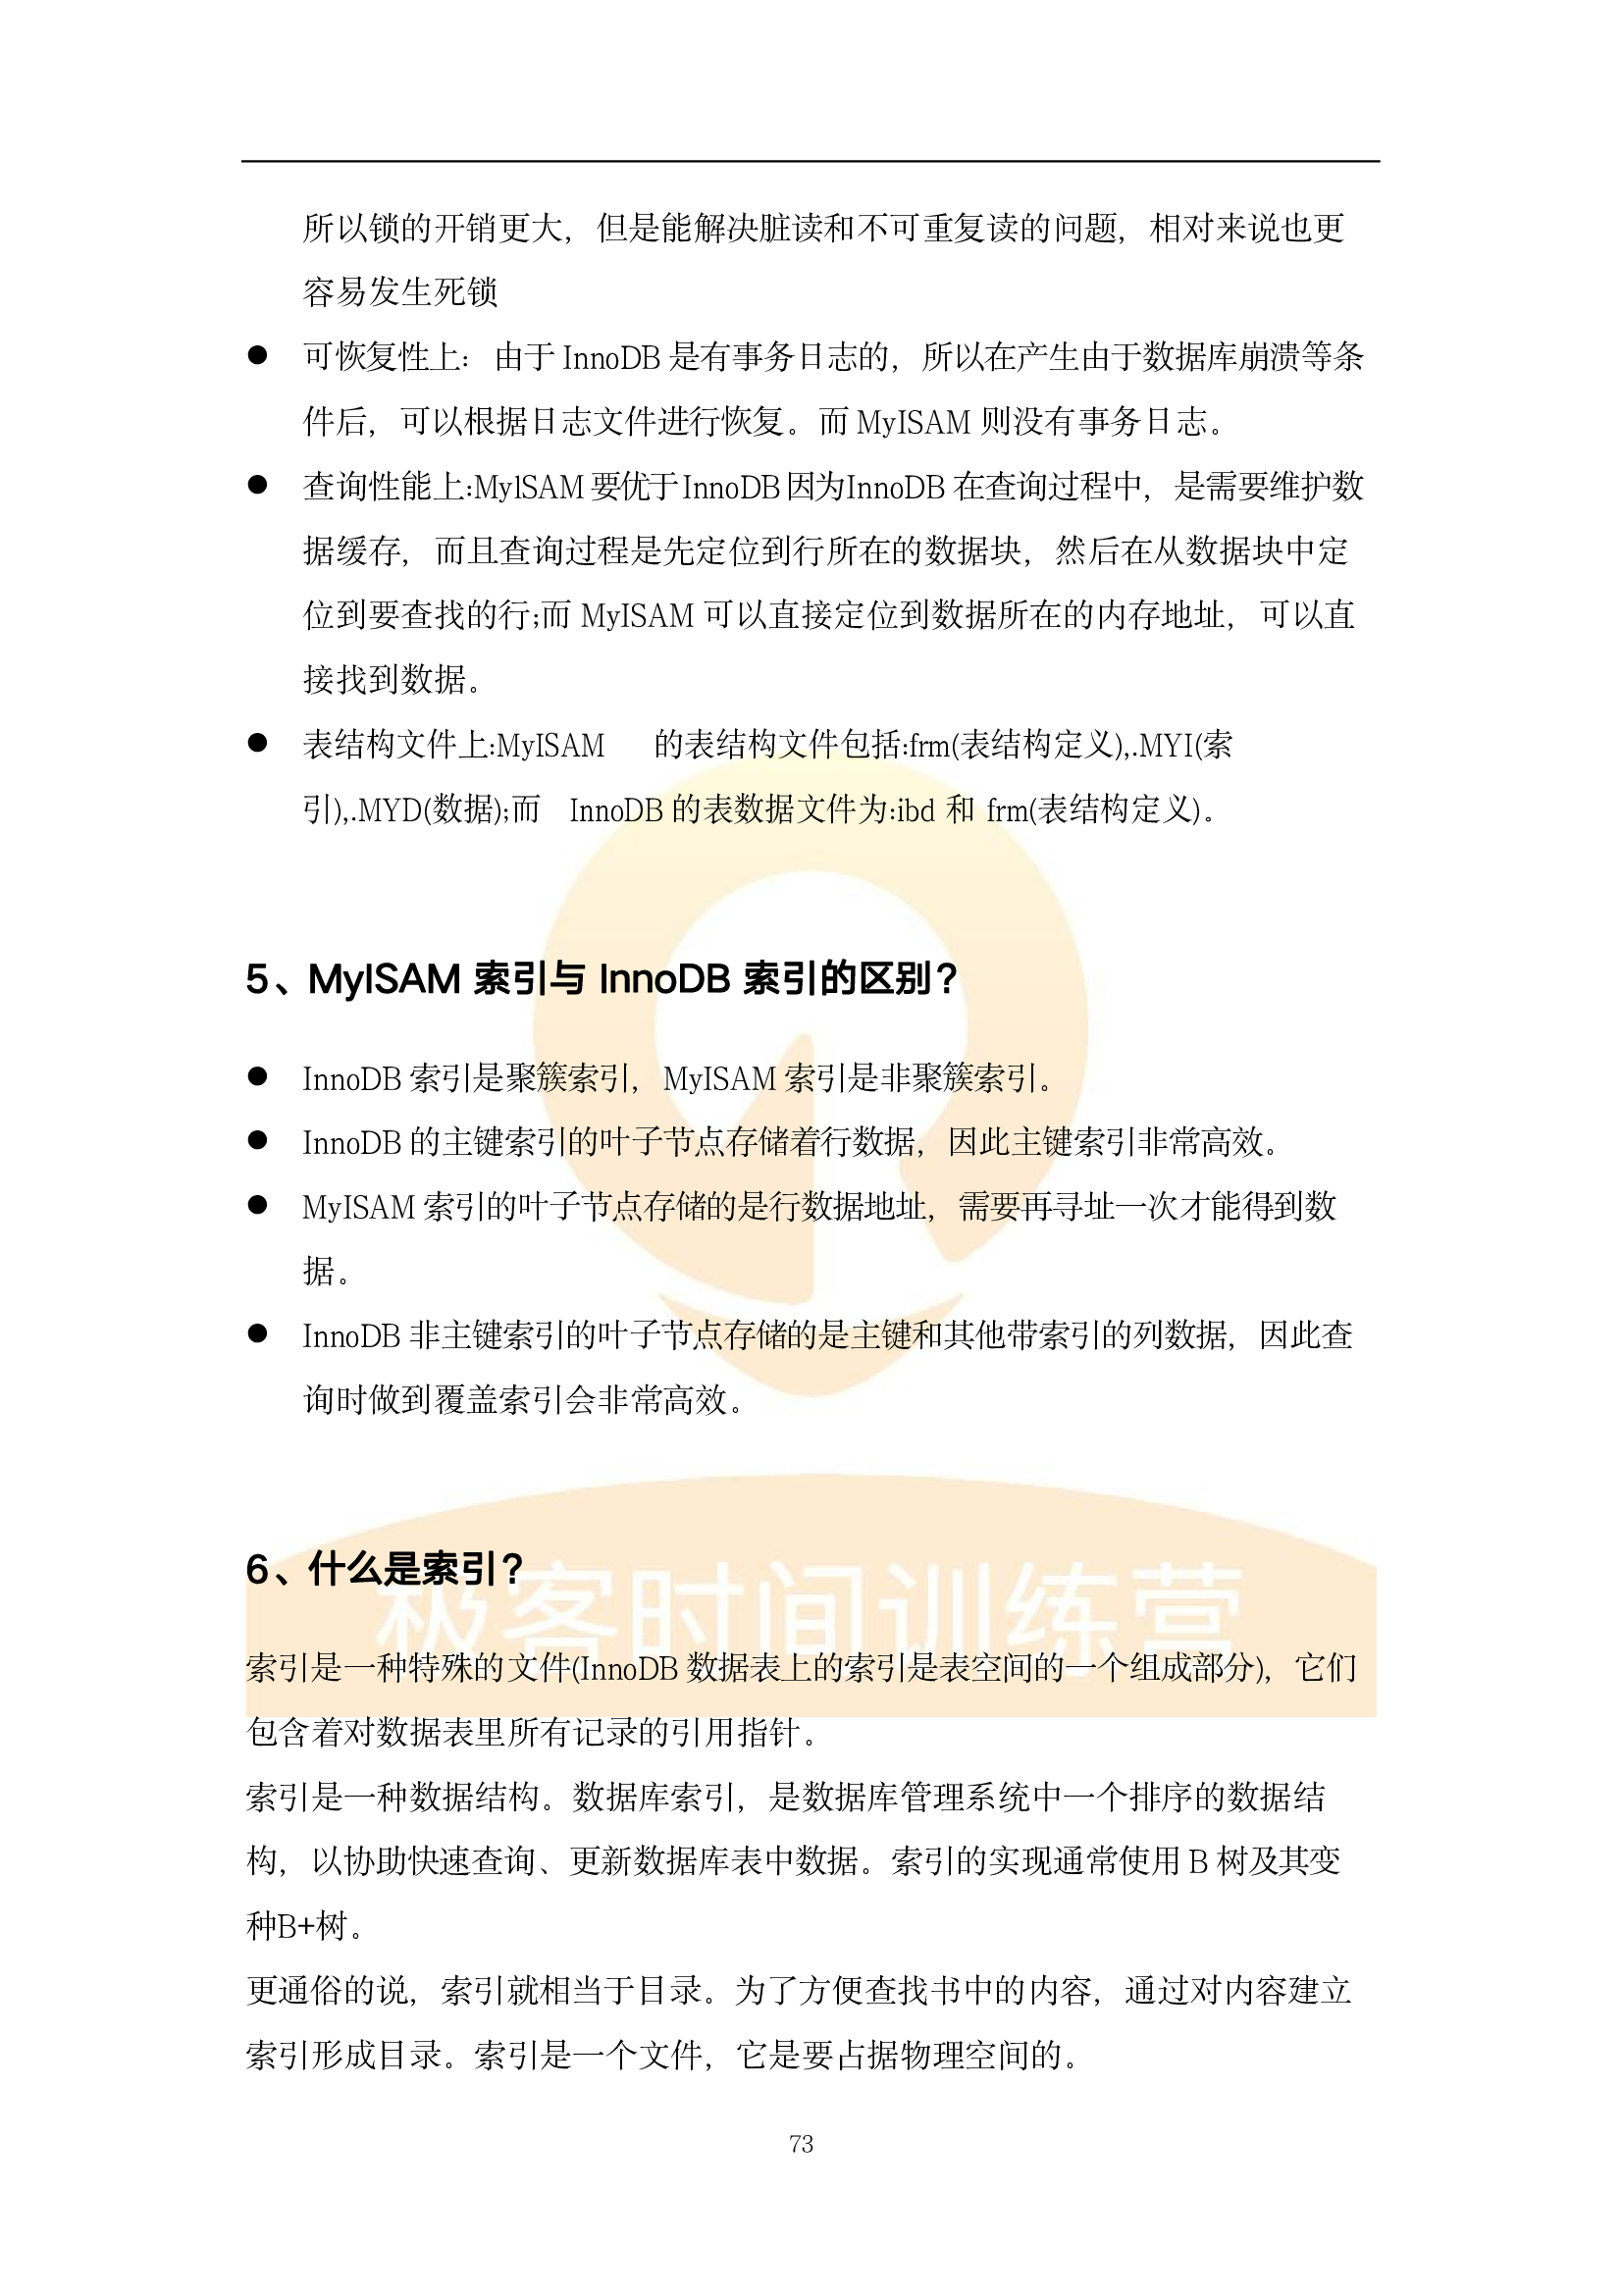 所以锁的开销更大，但是能解决脏读和不可重复读的问题，相对来说也更
容易发生死锁
● 可恢复性上：由于 InnoDB 是有事务日志的，所以在产生由于数据库崩溃等条
件后，可以根据日志文件进行恢复。而 MyISAM 则没有事务日志。
● 查询性能上:MylSAM 要优于 InnoDB 因为InnoDB 在查询过程中，是需要维护数
据缓存，而且查询过程是先定位到行所在的数据块，然后在从数据块中定
位到要查找的行;而 MyISAM 可以直接定位到数据所在的内存地址，可以直
接找到数据。
● 表结构文件上:MyISAM 的表结构文件包括:frm(表结构定义),.MYI(索
引),.MYD(数据);而 InnoDB 的表数据文件为:ibd 和 frm(表结构定义)。
5、MyISAM 索引与 InnoDB 索引的区别？
● InnoDB 索引是聚簇索引，MyISAM 索引是非聚簇索引。
● InnoDB 的主键索引的叶子节点存储着行数据，因此主键索引非常高效。
● MyISAM 索引的叶子节点存储的是行数据地址，需要再寻址一次才能得到数
据。
● InnoDB 非主键索引的叶子节点存储的是主键和其他带索引的列数据，因此查
询时做到覆盖索引会非常高效。
6、什么是索引？
极客时间训练营
索引是一种特殊的文件(InnoDB 数据表上的索引是表空间的一个组成部分)，它们
包含着对数据表里所有记录的引用指针。
索引是一种数据结构。数据库索引，是数据库管理系统中一个排序的数据结
构，以协助快速查询、更新数据库表中数据。索引的实现通常使用 B 树及其变
种B+树。
更通俗的说，索引就相当于目录。为了方便查找书中的内容，通过对内容建立
索引形成目录。索引是一个文件，它是要占据物理空间的。
73